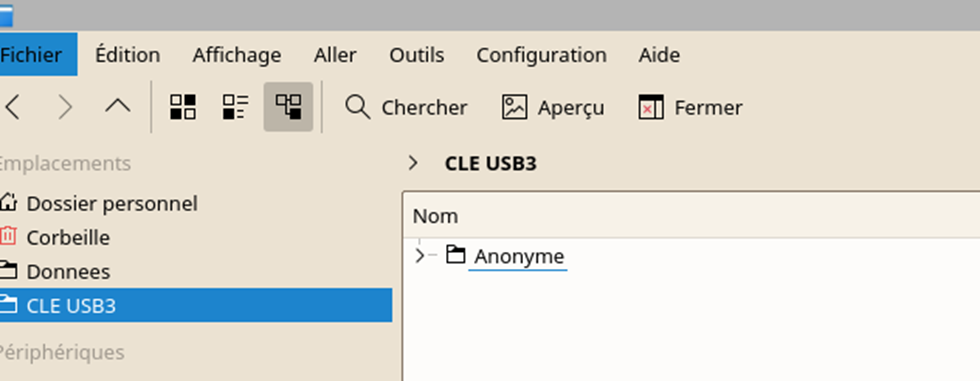 Fichier Édition Affichage Aller Outils Configuration Aide
Chercher Aperçu Fermer
Emplacements
CLE USB3
Dossier personnel
Nom
Corbeille
Anonyme
Donnees
CLE USB3
Périphériques